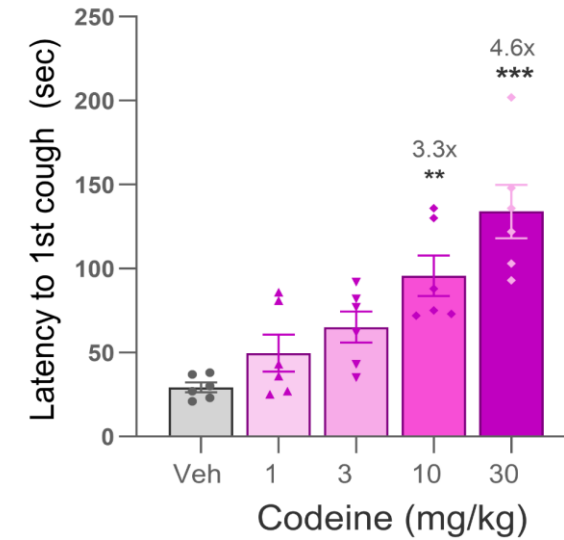 Latency to 1st cough (sec)
250
200
150
100
50
0
4.6x
***
3.3x
**
Veh 1 3 10 30
Codeine (mg/kg)